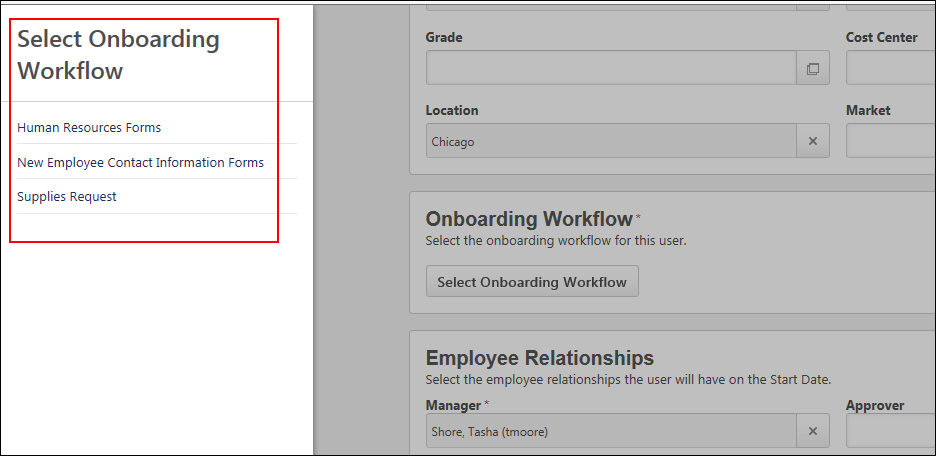 Select Onboarding
Workflow
Human Resources Forms
New Employee Contact Information Forms
Supplies Request
Grade
Cost Center
Location
Market
Chicago
Onboarding Workflow*
Select the onboarding workflow for this user.
Select Onboarding Workflow
Employee Relationships
Select the employee relationships the user will have on the Start Date.
Manager *
Approver
Shore, Tasha (tmoore)